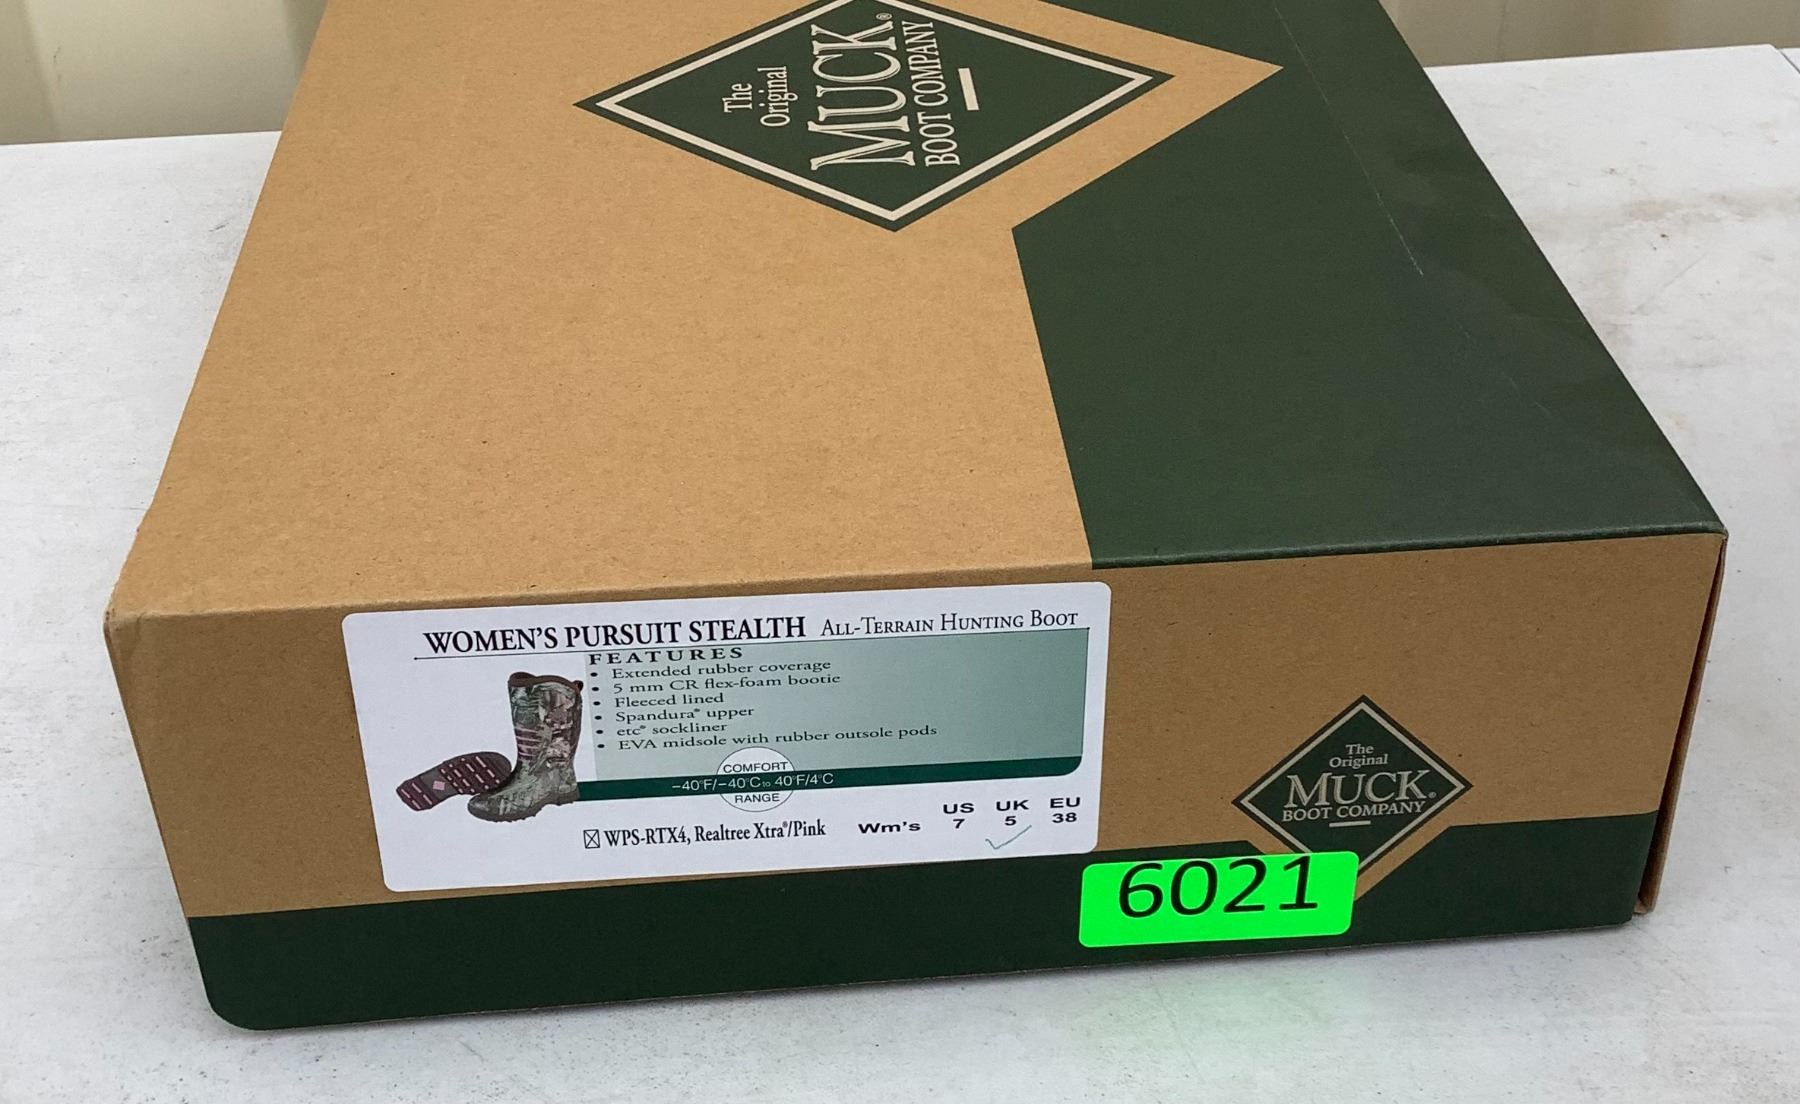 The
Original
MUCK®
BOOT COMPANY
WOMEN'S PURSUIT STEALTH ALL-TERRAIN HUNTING BOOT
FEATURES
• Extended rubber coverage
• 5 mm CR flex-foam bootie
• Fleeced lined
• Spandura® upper
• etc® sockliner
• EVA midsole with rubber outsole pods
COMFORT
-40°F/-40°C to 40°F/4°C
RANGE
☒ WPS-RTX4, Realtree Xtra®/Pink
Wm's
US UK EU
7 5 38
The
Original
MUCK®
BOOT COMPANY
6021